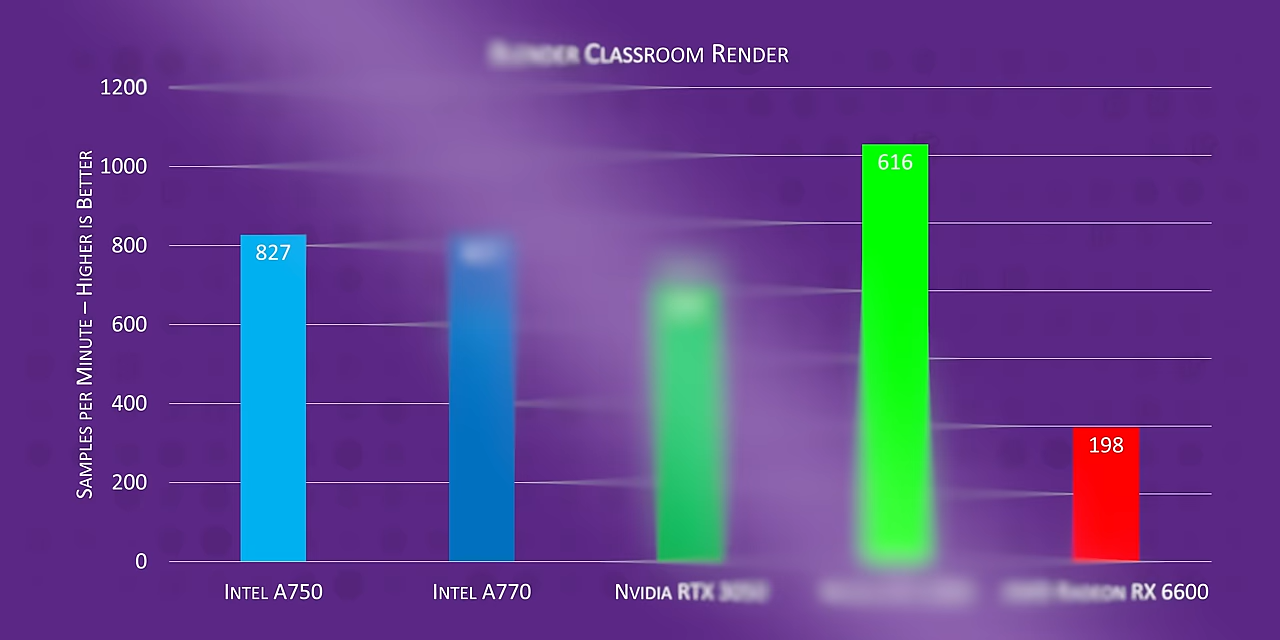 Classroom Render
1200
1000
800
600
400
200
0
Samples per Minute – Higher is Better
827
616
198
Intel A750
Intel A770
Nvidia RTX
Radeon RX 6600